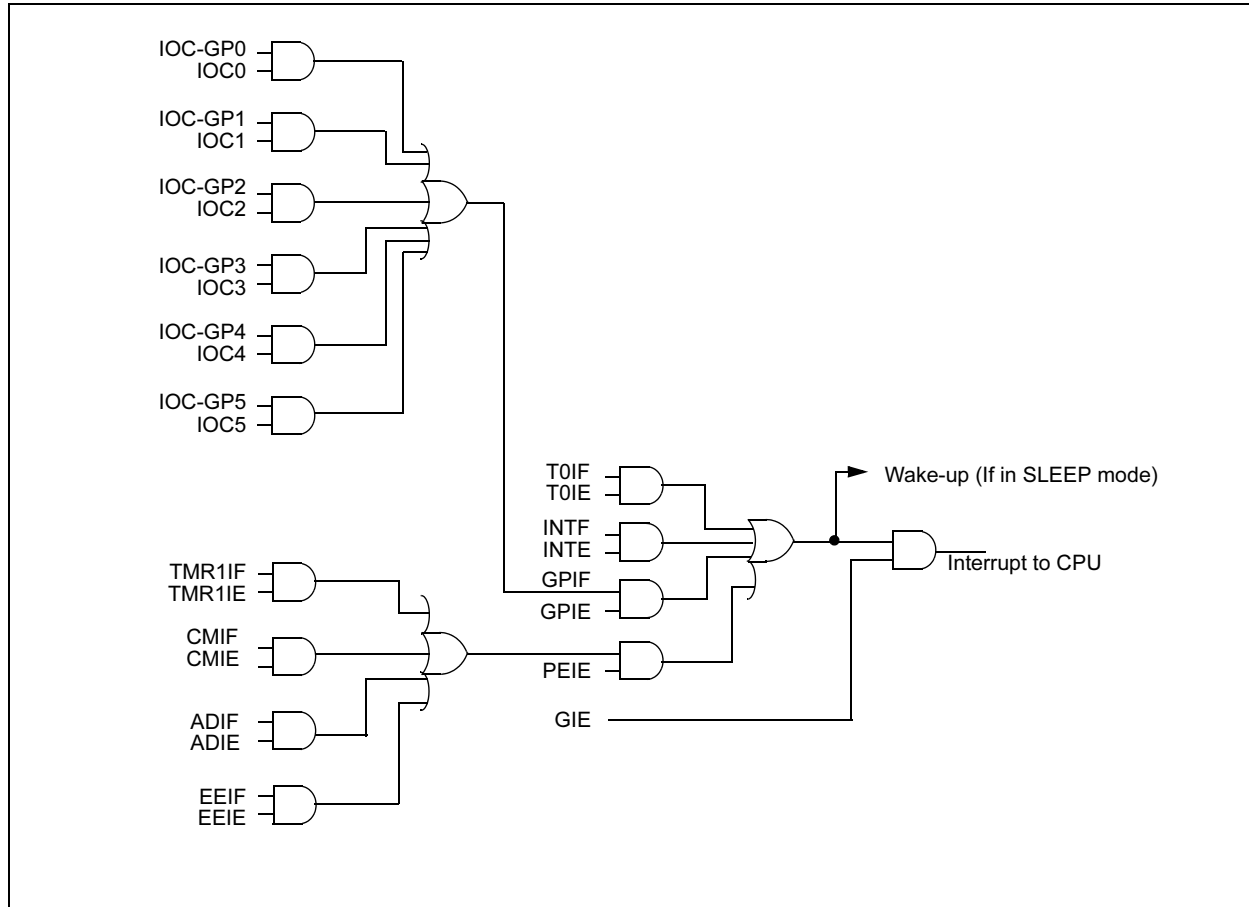 IOC-GP0
IOC0
IOC-GP1
IOC1
IOC-GP2
IOC2
IOC-GP3
IOC3
IOC-GP4
IOC4
IOC-GP5
IOC5
T0IF
T0IE
Wake-up (If in SLEEP mode)
INTF
INTE
Interrupt to CPU
TMR1IF
TMR1IE
GPIF
GPIE
CMIF
CMIE
PEIE
ADIF
ADIE
GIE
EEIF
EEIE